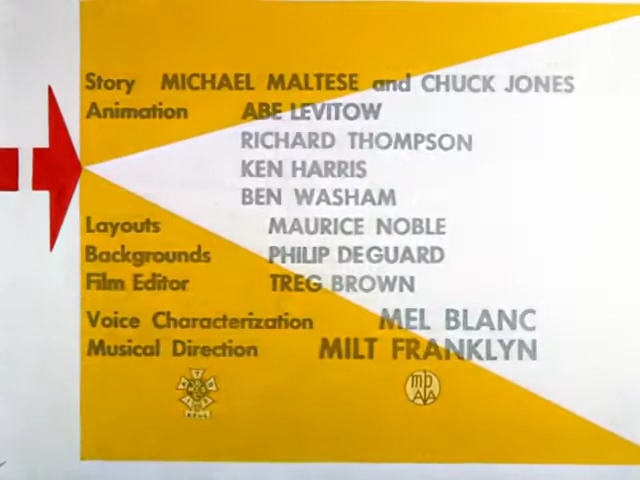 Story MICHAEL MALTESE and CHUCK JONES
Animation ABE LEVITOW
RICHARD THOMPSON
KEN HARRIS
BEN WASHAM
Layouts MAURICE NOBLE
Backgrounds PHILIP DEGUARD
Film Editor TREG BROWN
Voice Characterization MEL BLANC
Musical Direction MILT FRANKLYN